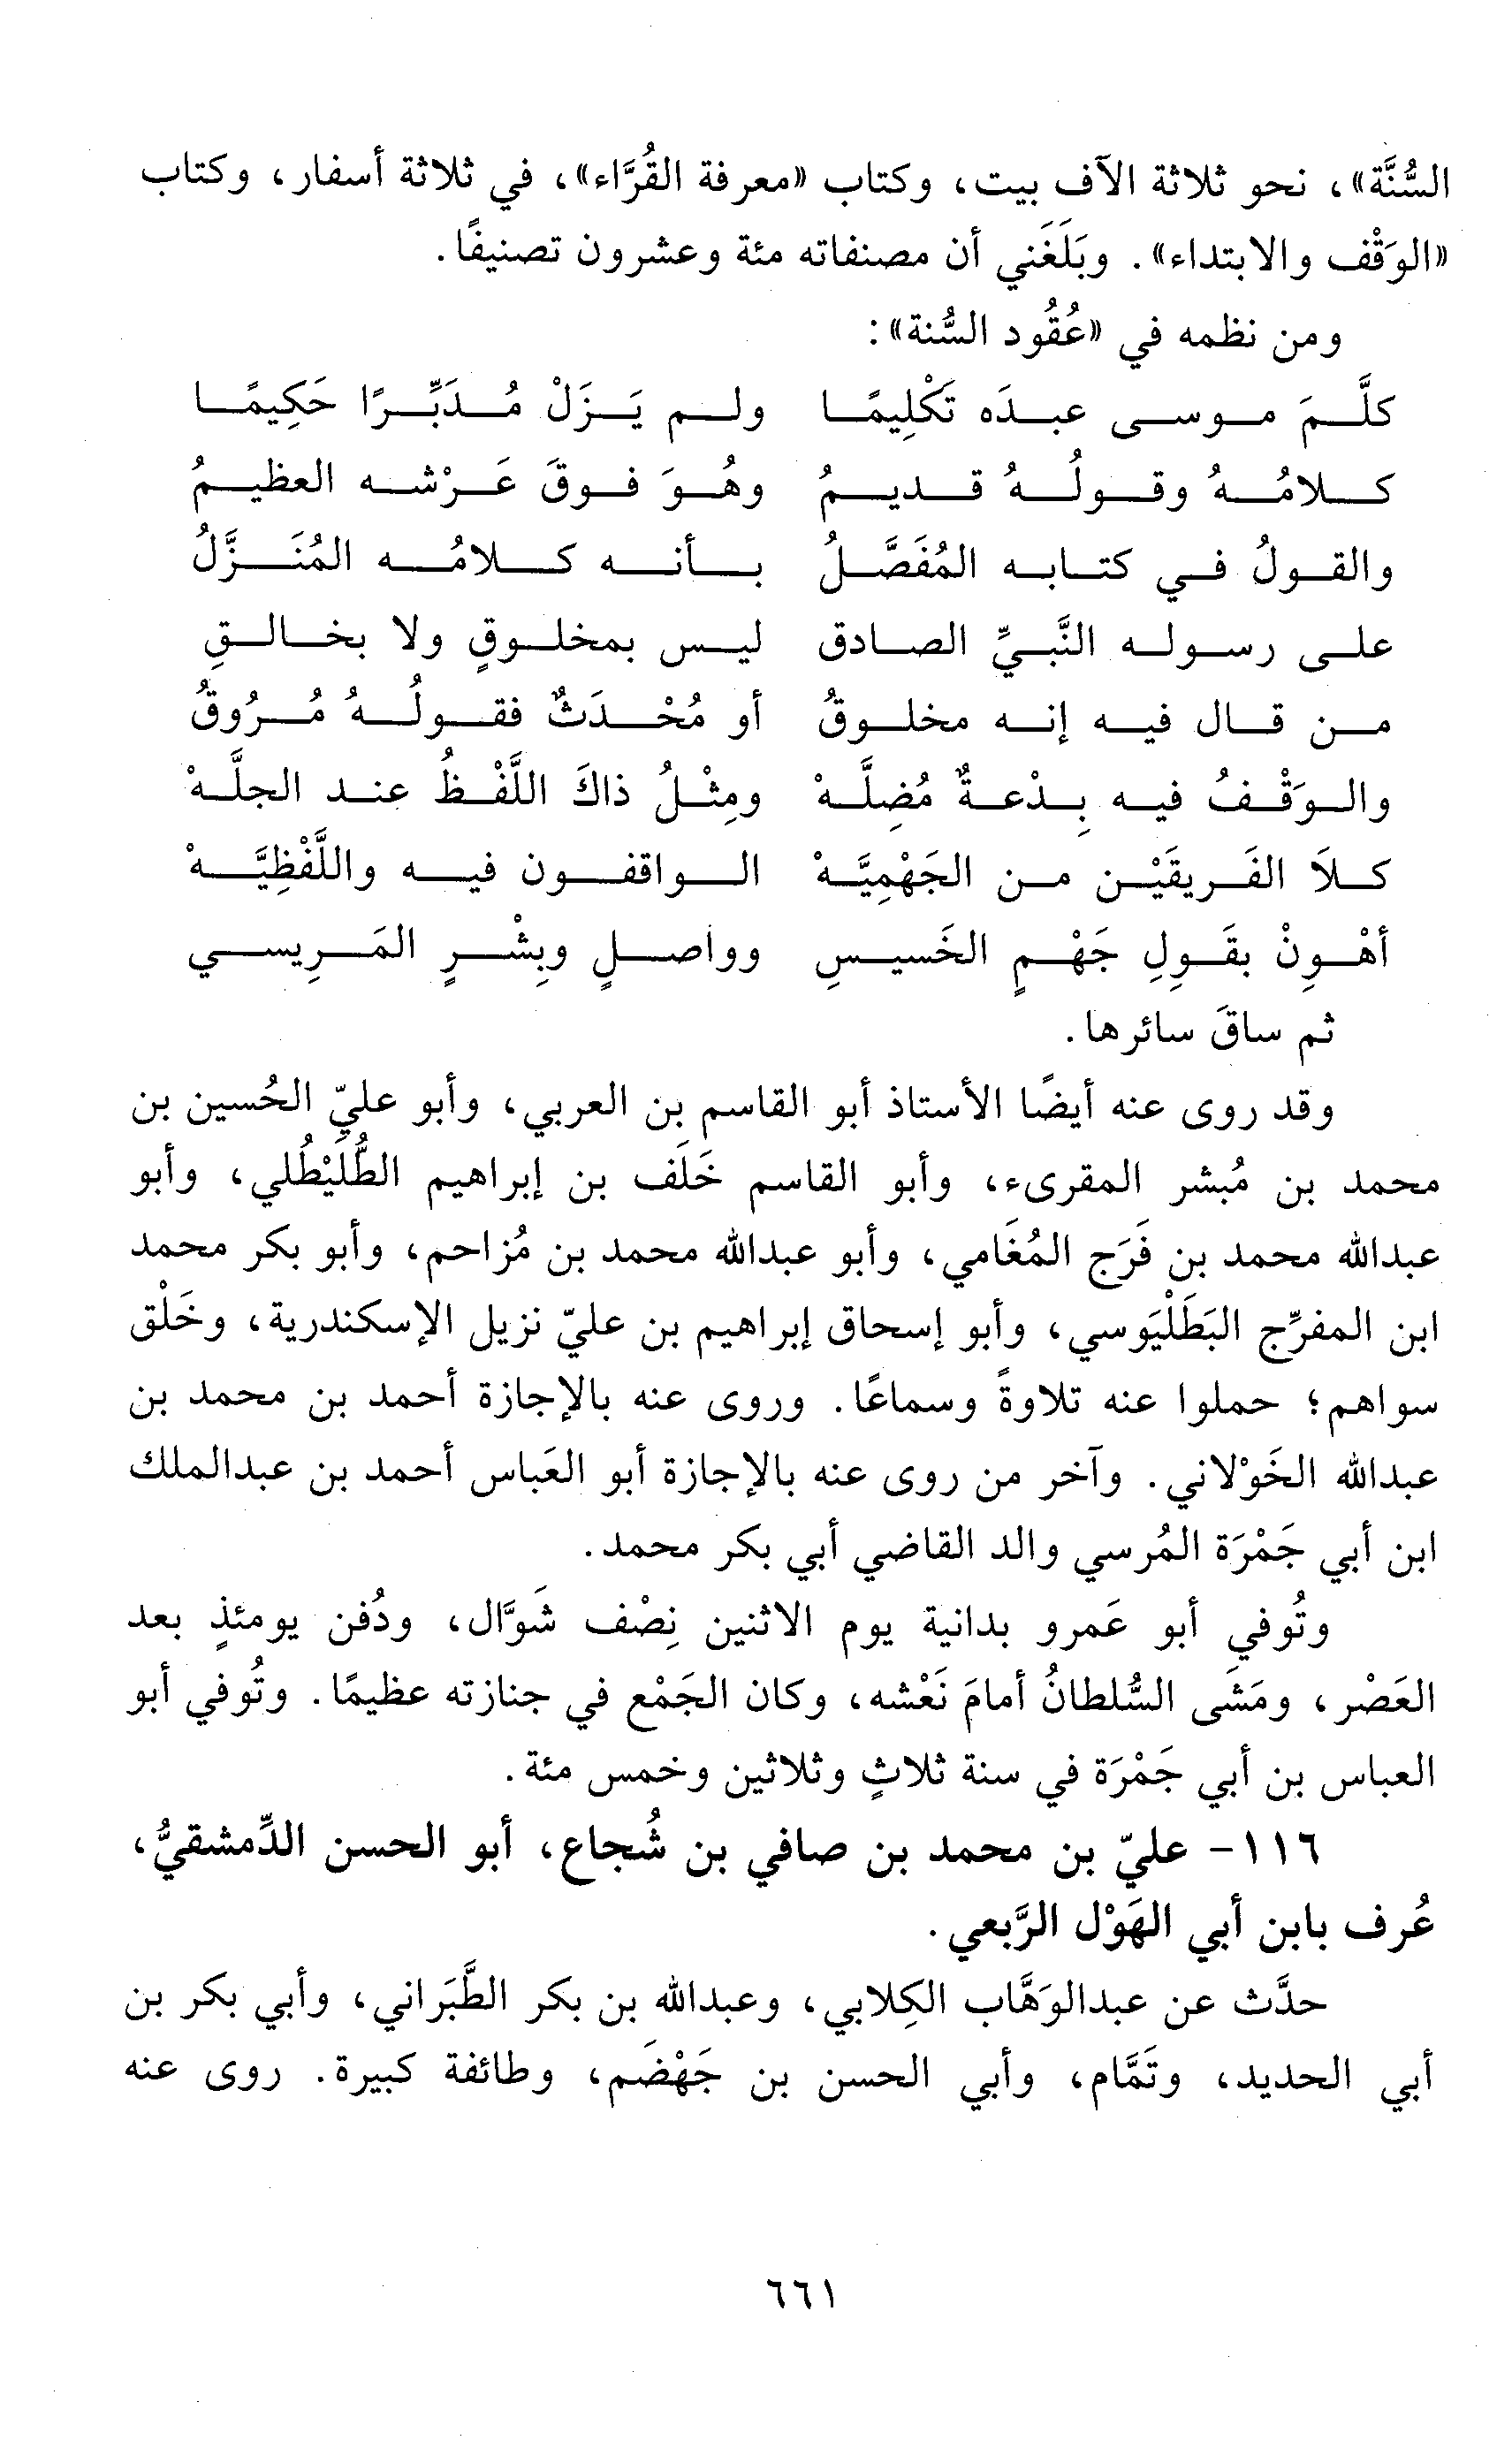 السُّنَّة»، نحو ثلاثة الآف بيت، وكتاب «معرفة القُرَّاء»، في ثلاثة أسفار، وكتاب
«الوَقْف والابتداء». وبَلَغَني أن مصنفاته مئة وعشرون تصنيفًا.
ومن نظمه في «عُقُود السُّنة»:
كلَّمَ موسى عبدَه تَكْلِيمًا ولم يَزَلْ مُدَبِّرًا حَكِيمًا
كلامُهُ وقولُهُ قديمُ وهُوَ فوقَ عَرْشه العظيمُ
والقولُ في كتابه المُفَصَّلُ بأنه كلامُه المُنَزَّلُ
على رسوله النَّبيِّ الصادق ليس بمخلوقٍ ولا بخالقِ
من قال فيه إنه مخلوقُ أو مُحْدَثٌ فقولُهُ مُرُوقُ
والوَقْفُ فيه بِدْعةٌ مُضِلَّهْ ومِثْلُ ذاكَ اللَّفْظُ عند الجلَّهْ
كلاَ الفَريقَيْن من الجَهْمِيَّهْ الواقفون فيه واللَّفْظِيَّهْ
أهْوِنْ بقَولِ جَهْمٍ الخَسيسِ وواصلٍ وبِشْرٍ المَرِيسي
ثم ساقَ سائرها.
وقد روى عنه أيضًا الأستاذ أبو القاسم بن العربي، وأبو عليّ الحُسين بن
محمد بن مُبشر المقرىء، وأبو القاسم خَلَف بن إبراهيم الطُّلَيْطُلي، وأبو
عبدالله محمد بن فَرَج المُغَامي، وأبو عبدالله محمد بن مُزاحم، وأبو بكر محمد
ابن المفرِّج البَطَلْيَوسي، وأبو إسحاق إبراهيم بن عليّ نزيل الإسكندرية، وخَلْق
سواهم؛ حملوا عنه تلاوةً وسماعًا. وروى عنه بالإجازة أحمد بن محمد بن
عبدالله الخَوْلاني. وآخر من روى عنه بالإجازة أبو العَباس أحمد بن عبدالملك
ابن أبي جَمْرَة المُرسي والد القاضي أبي بكر محمد.
وتُوفي أبو عَمرو بدانية يوم الاثنين نِصْف شَوَّال، ودُفن يومئذٍ بعد
العَصْر، ومَشَى السُّلطانُ أمامَ نَعْشه، وكان الجَمْع في جنازته عظيمًا. وتُوفي أبو
العباس بن أبي جَمْرَة في سنة ثلاثٍ وثلاثين وخمس مئة.
١١٦- عليّ بن محمد بن صافي بن شُجاع، أبو الحسن الدِّمشقيُّ،
عُرف بابن أبي الهَوْل الرَّبعي.
حدَّث عن عبدالوَهَّاب الكِلابي، وعبدالله بن بكر الطَّبَراني، وأبي بكر بن
أبي الحديد، وتَمَّام، وأبي الحسن بن جَهْضَم، وطائفة كبيرة. روى عنه
٦٦١